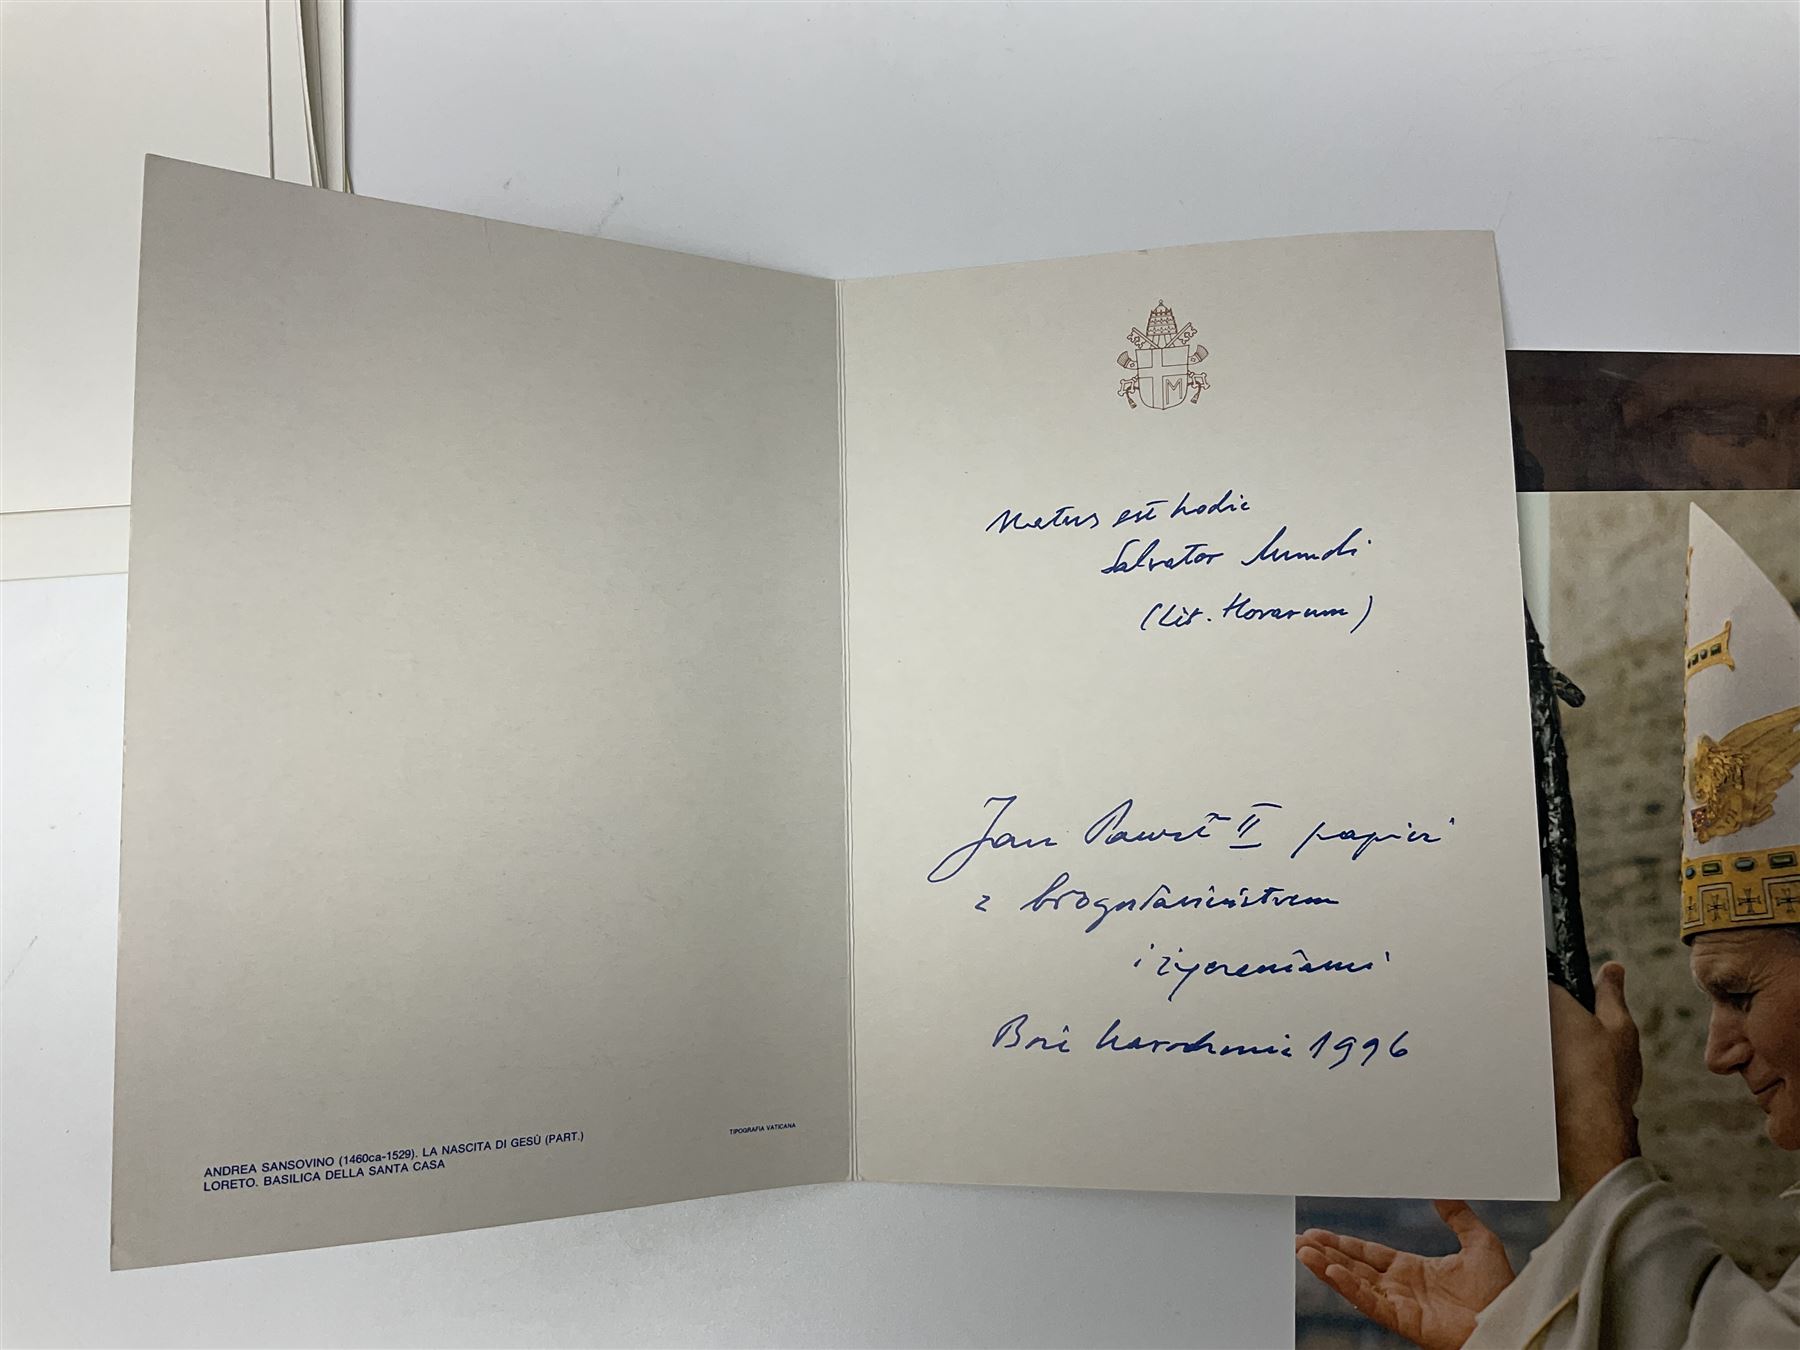 ANDREA SANSOVINO (1460ca-1529). LA NASCITA DI GESÙ (PART.)
LORETO. BASILICA DELLA SANTA CASA
TIPOGRAFIA VATICANA
M
Natus est hodie
Salvator Mundi
(Lit. Horarum)
Jan Paweł II papież
z błogosławieństwem
i życzeniami
Boże Narodzenie 1996